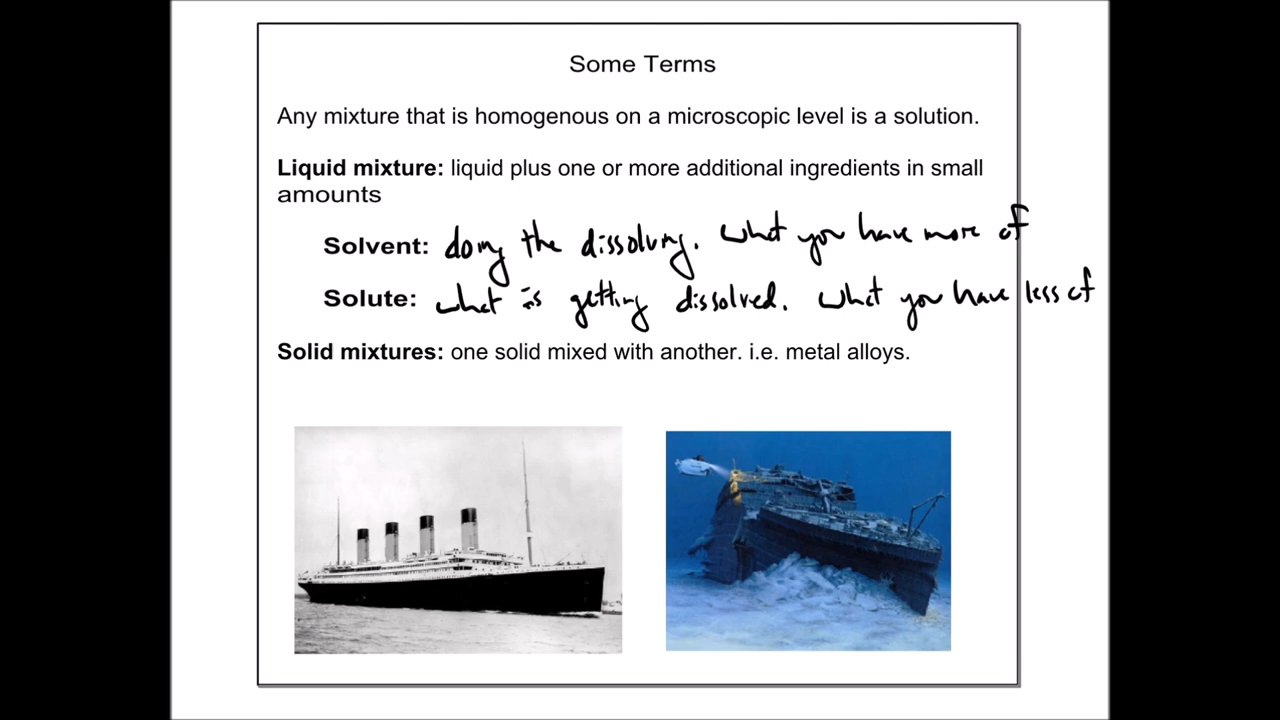 Some Terms
Any mixture that is homogenous on a microscopic level is a solution.
Liquid mixture: liquid plus one or more additional ingredients in small
amounts
Solvent: doing the dissolving. What you have more of
Solute: what is getting dissolved. What you have less of
Solid mixtures: one solid mixed with another. i.e. metal alloys.